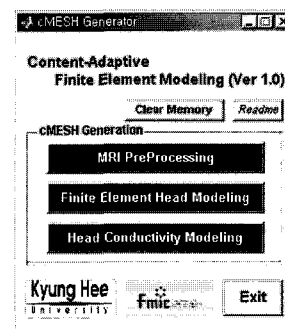 cMESH Generator
Content-Adaptive
Finite Element Modeling (Ver 1.0)
Clear Memory Readme
cMESH Generation
MRI PreProcessing
Finite Element Head Modeling
Head Conductivity Modeling
Kyung Hee
University
Exit